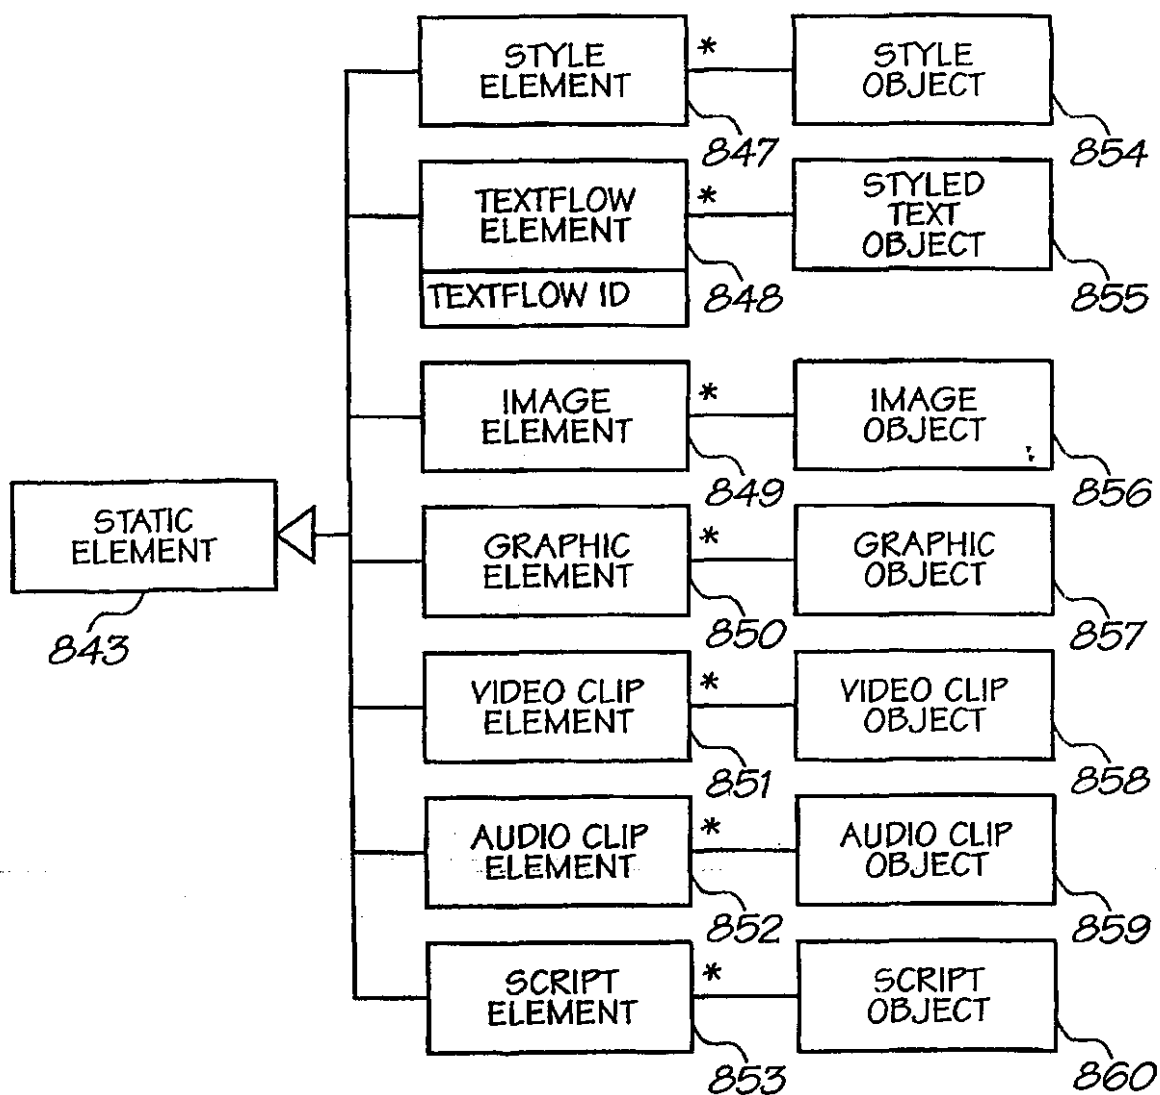 STYLE
ELEMENT
*
STYLE
OBJECT
847
854
TEXTFLOW
ELEMENT
*
STYLED
TEXT
OBJECT
TEXTFLOW ID
848
855
IMAGE
ELEMENT
*
IMAGE
OBJECT
849
856
STATIC
ELEMENT
843
GRAPHIC
ELEMENT
*
GRAPHIC
OBJECT
850
857
VIDEO CLIP
ELEMENT
*
VIDEO CLIP
OBJECT
851
858
AUDIO CLIP
ELEMENT
*
AUDIO CLIP
OBJECT
852
859
SCRIPT
ELEMENT
*
SCRIPT
OBJECT
853
860